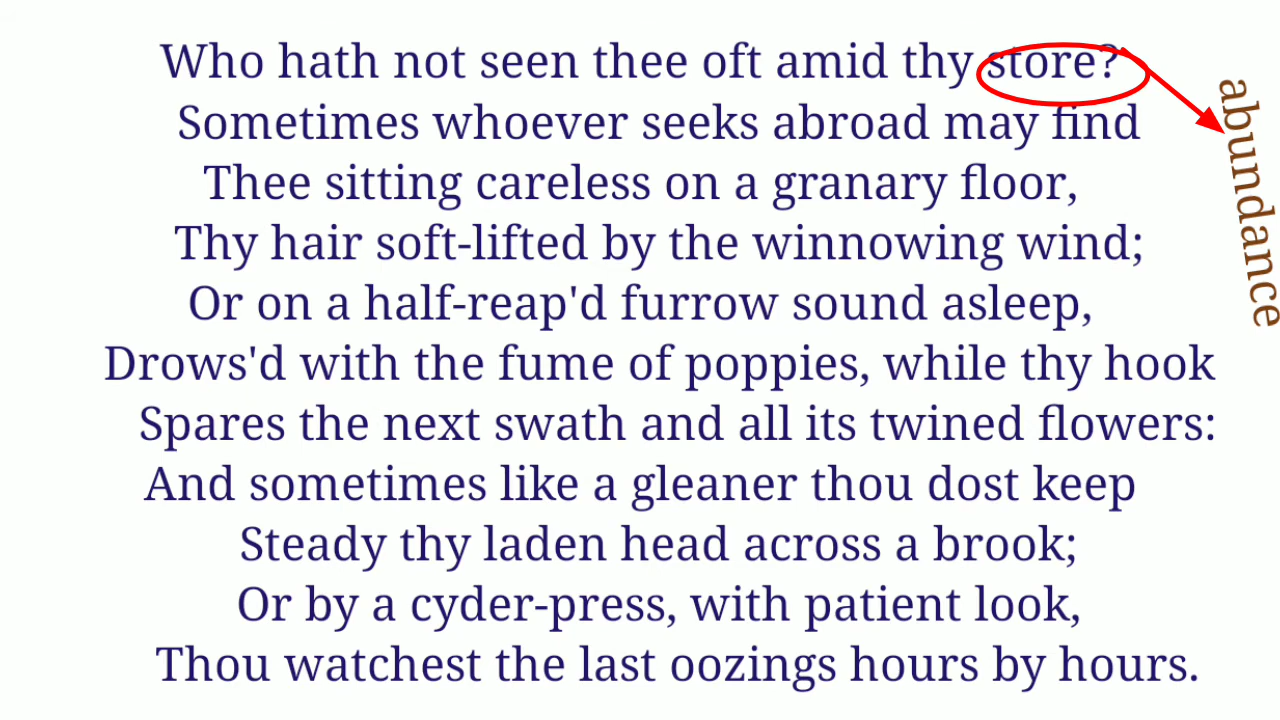 Who hath not seen thee oft amid thy store?
Sometimes whoever seeks abroad may find
Thee sitting careless on a granary floor,
Thy hair soft-lifted by the winnowing wind;
Or on a half-reap'd furrow sound asleep,
Drows'd with the fume of poppies, while thy hook
Spares the next swath and all its twined flowers:
And sometimes like a gleaner thou dost keep
Steady thy laden head across a brook;
Or by a cyder-press, with patient look,
Thou watchest the last oozings hours by hours.
abundance